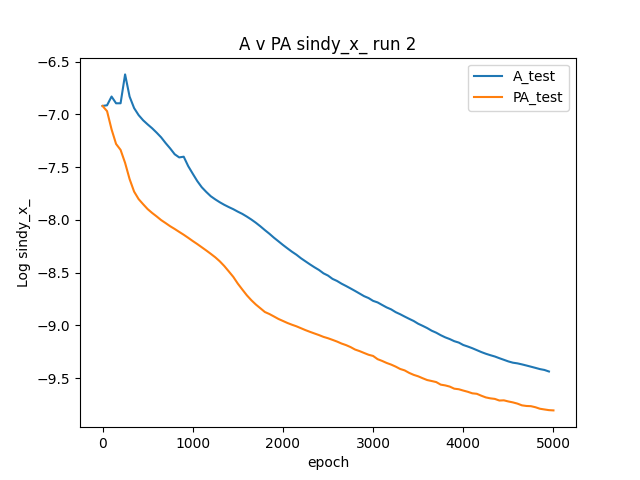 A v PA sindy_x_ run 2
A_test
PA_test
Log sindy_x_
−6.5
−7.0
−7.5
−8.0
−8.5
−9.0
−9.5
0
1000
2000
3000
4000
5000
epoch